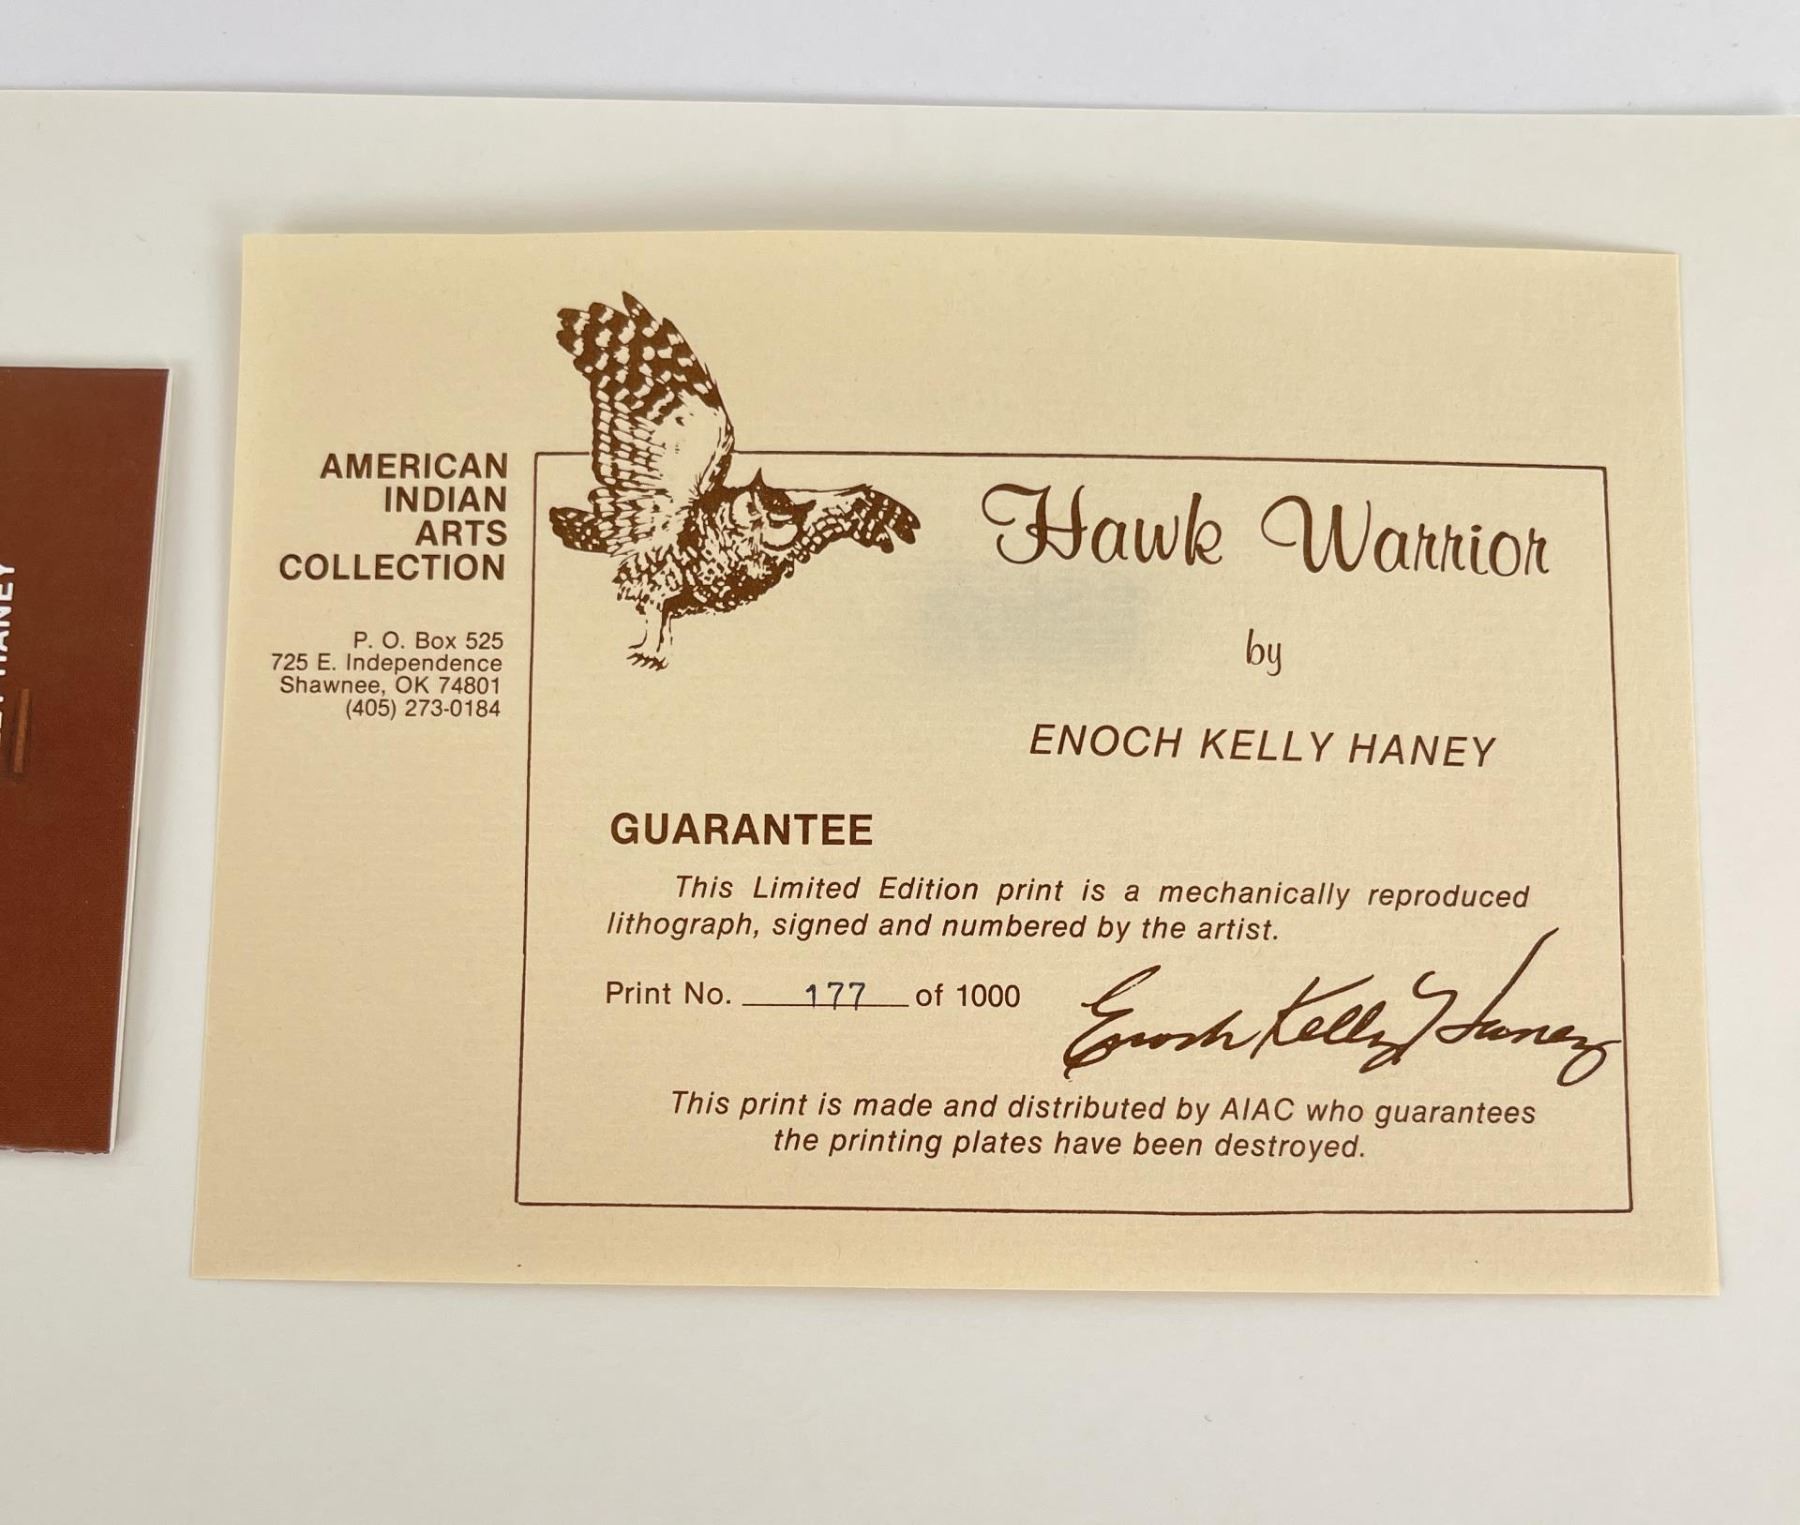 AMERICAN
INDIAN
ARTS
COLLECTION
P. O. Box 525
725 E. Independence
Shawnee, OK 74801
(405) 273-0184
Hawk Warrior
by
ENOCH KELLY HANEY
GUARANTEE
This Limited Edition print is a mechanically reproduced
lithograph, signed and numbered by the artist.
Print No. 177 of 1000
Enoch Kelly Haney
This print is made and distributed by AIAC who guarantees
the printing plates have been destroyed.
HANEY